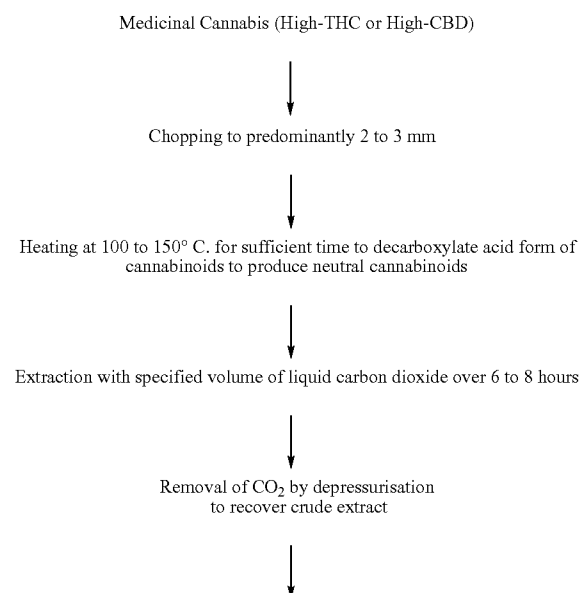 Medicinal Cannabis (High-THC or High-CBD)
Chopping to predominantly 2 to 3 mm
Heating at 100 to 150° C. for sufficient time to decarboxylate acid form of
cannabinoids to produce neutral cannabinoids
Extraction with specified volume of liquid carbon dioxide over 6 to 8 hours
Removal of CO₂ by depressurisation
to recover crude extract